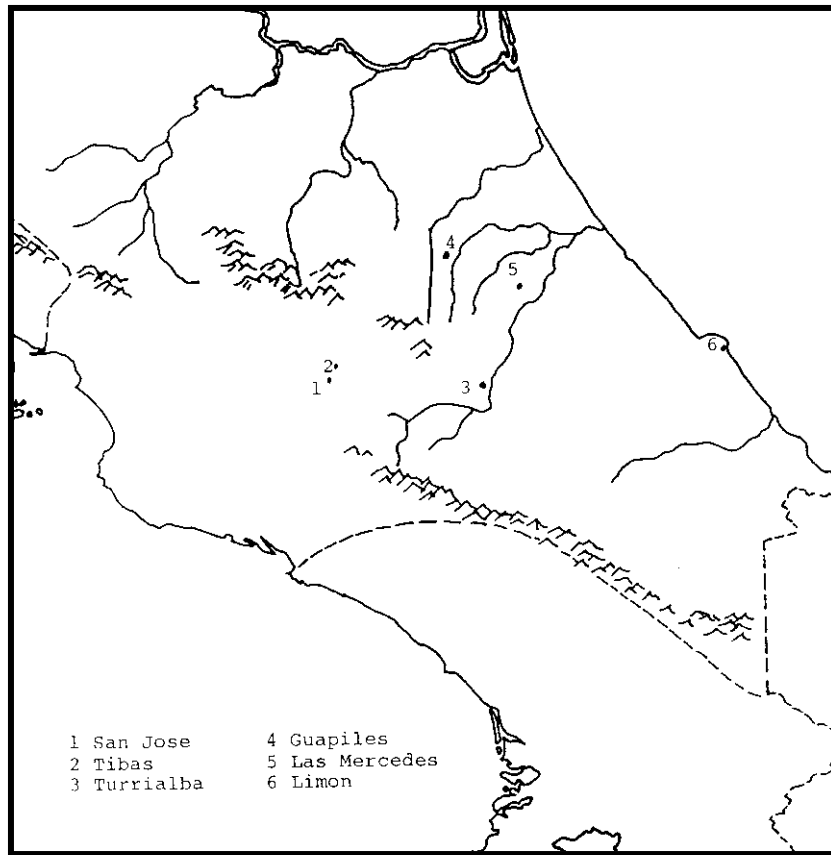 4
5
6
2
1
3
1 San Jose
2 Tibas
3 Turrialba
4 Guapiles
5 Las Mercedes
6 Limon